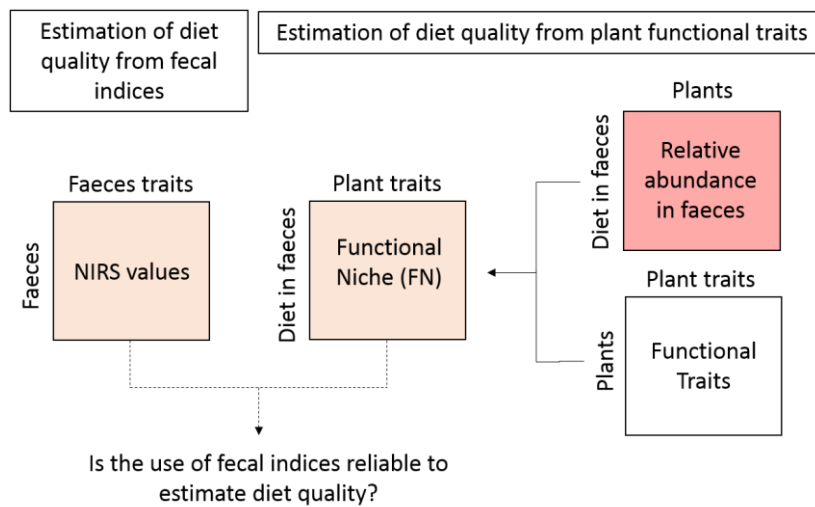 Estimation of diet
quality from fecal
indices
Estimation of diet quality from plant functional traits
Plants
Diet in faeces
Relative
abundance
in faeces
Faeces traits
Faeces
NIRS values
Plant traits
Diet in faeces
Functional
Niche (FN)
Plant traits
Plants
Functional
Traits
Is the use of fecal indices reliable to
estimate diet quality?